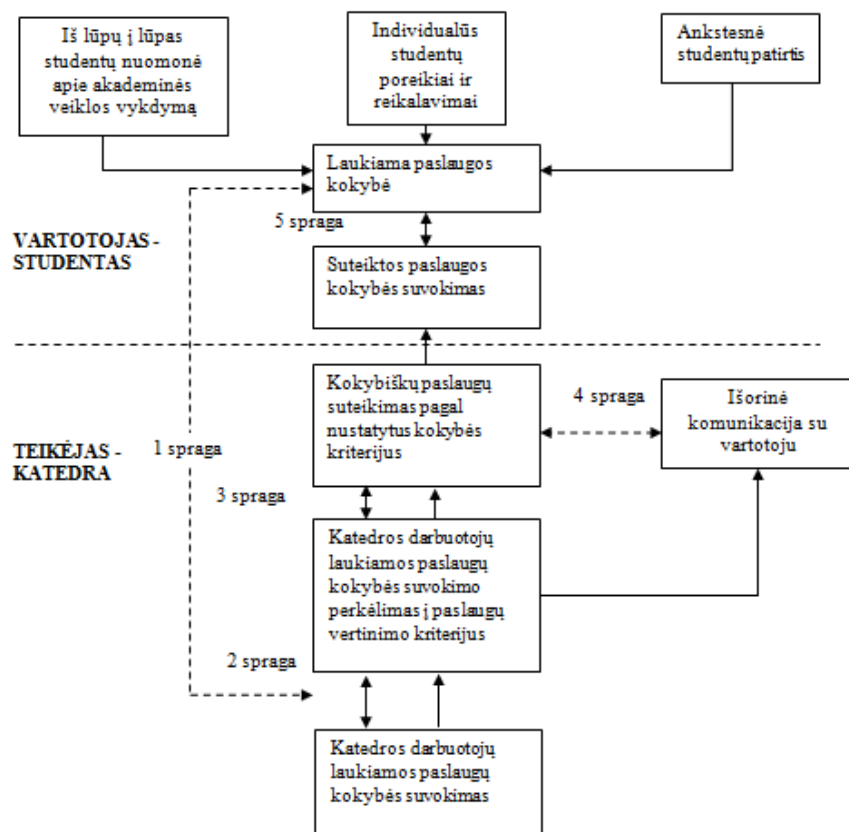 Iš lūpų į lūpas
studentų nuomonė
apie akademinės
veiklos vykdymą
Individualūs
studentų
poreikiai ir
reikalavimai
Ankstesnė
studentų patirtis
Laukiama paslaugos
kokybė
5 spraga
VARTOTOJAS -
STUDENTAS
Suteiktos paslaugos
kokybės suvokimas
Kokybiškų paslaugų
suteikimas pagal
nustatytus kokybės
kriterijus
4 spraga
Išorinė
komunikacija su
vartotoju
TEIKĖJAS -
KATEDRA
1 spraga
3 spraga
Katedros darbuotojų
laukiamos paslaugų
kokybės suvokimo
perkėlimas į paslaugų
vertinimo kriterijus
2 spraga
Katedros darbuotojų
laukiamos paslaugų
kokybės suvokimas